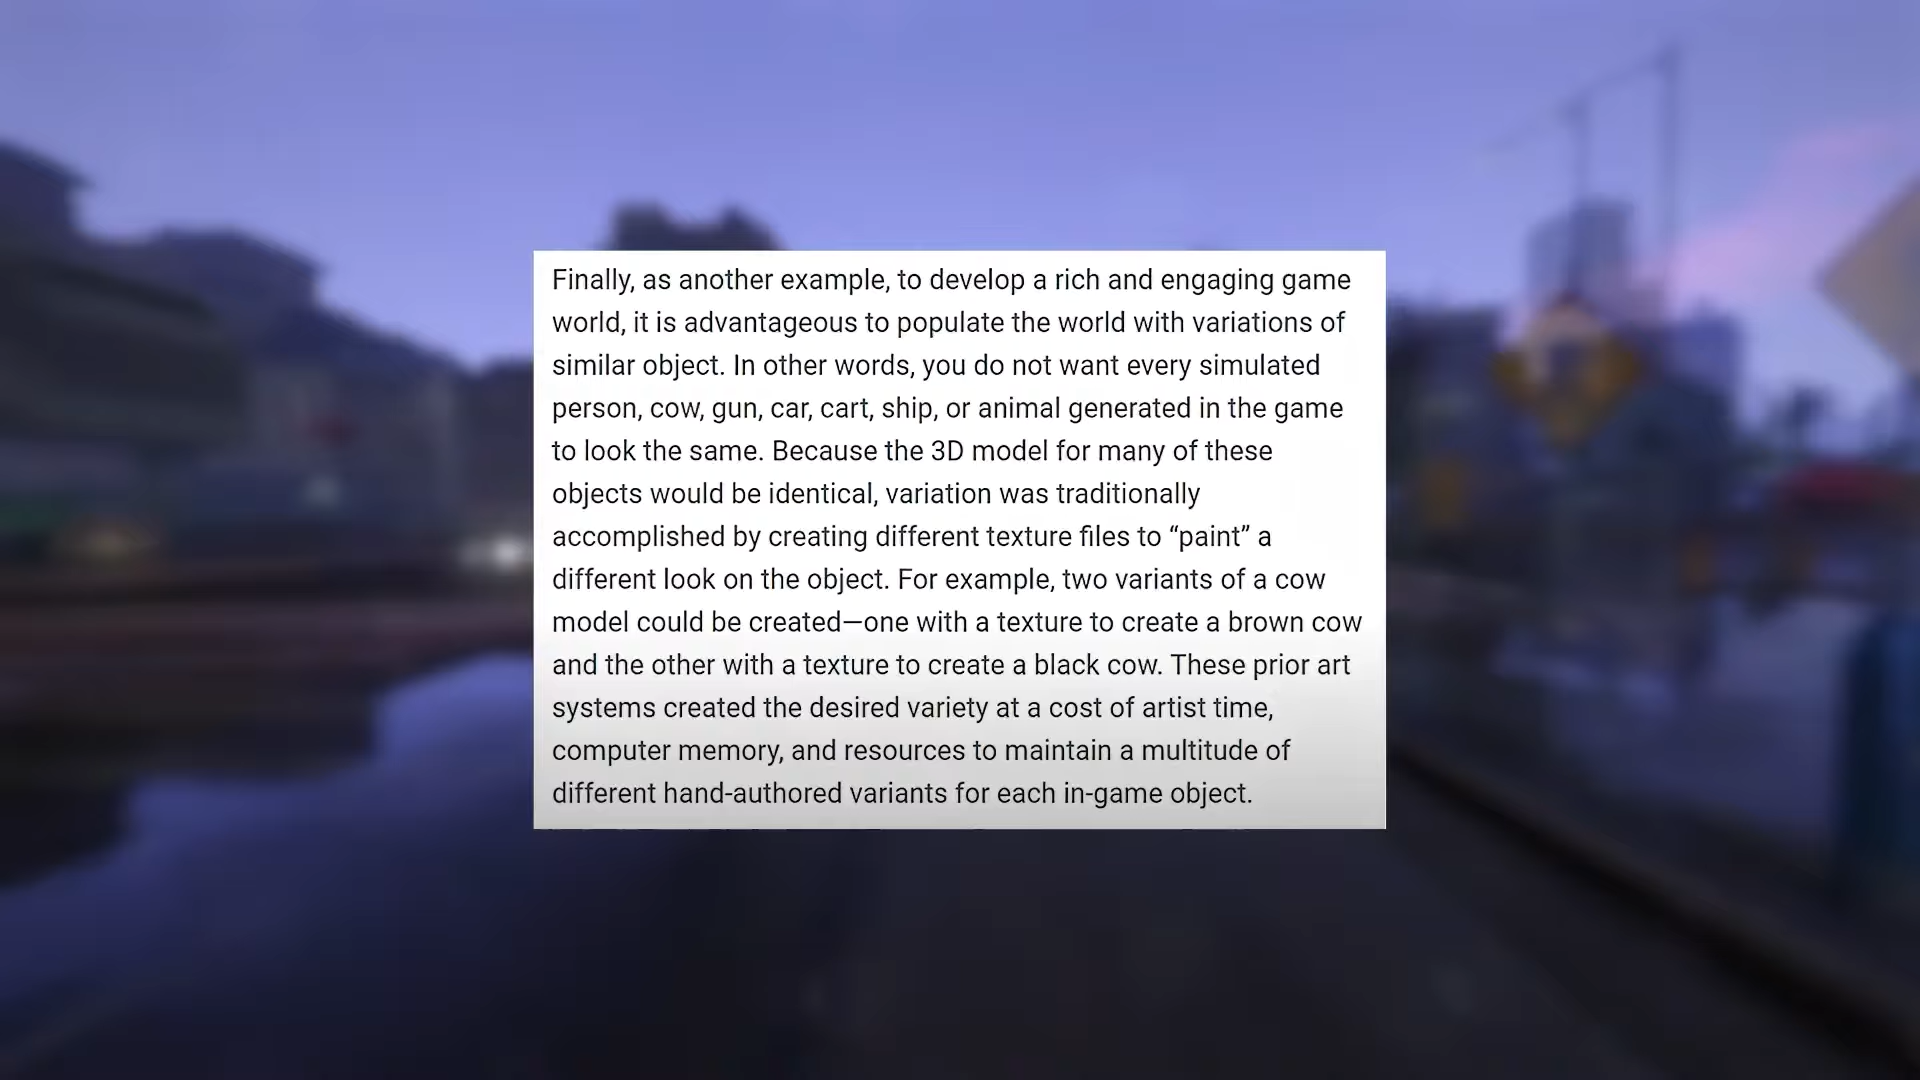 Finally, as another example, to develop a rich and engaging game
world, it is advantageous to populate the world with variations of
similar object. In other words, you do not want every simulated
person, cow, gun, car, cart, ship, or animal generated in the game
to look the same. Because the 3D model for many of these
objects would be identical, variation was traditionally
accomplished by creating different texture files to “paint” a
different look on the object. For example, two variants of a cow
model could be created—one with a texture to create a brown cow
and the other with a texture to create a black cow. These prior art
systems created the desired variety at a cost of artist time,
computer memory, and resources to maintain a multitude of
different hand-authored variants for each in-game object.